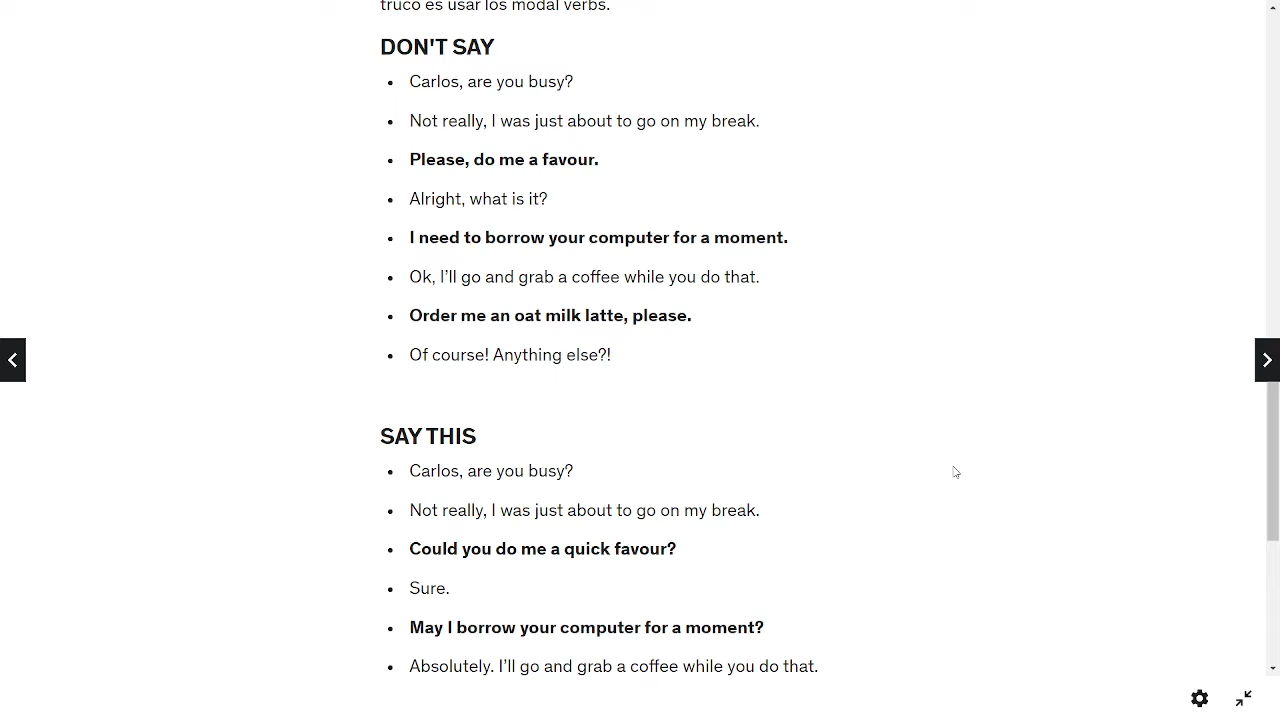 truco es usar los modal verbs.
DON'T SAY
• Carlos, are you busy?
• Not really, I was just about to go on my break.
• Please, do me a favour.
• Alright, what is it?
• I need to borrow your computer for a moment.
• Ok, I’ll go and grab a coffee while you do that.
• Order me an oat milk latte, please.
• Of course! Anything else?!
SAY THIS
• Carlos, are you busy?
• Not really, I was just about to go on my break.
• Could you do me a quick favour?
• Sure.
• May I borrow your computer for a moment?
• Absolutely. I’ll go and grab a coffee while you do that.